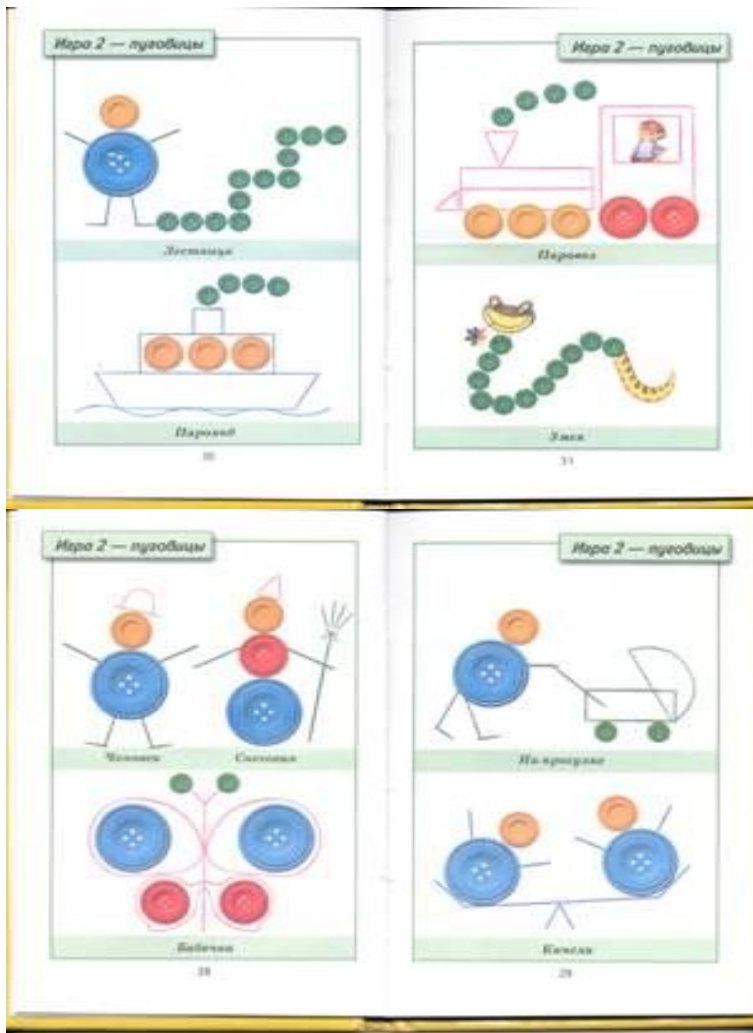 Игра 2 — пуговицы
Игра 2 — пуговицы
Лестница
Паровоз
Пароход
Змея
30
31
Игра 2 — пуговицы
Игра 2 — пуговицы
Человек
Снеговик
На прогулке
Бабочка
Качели
28
29